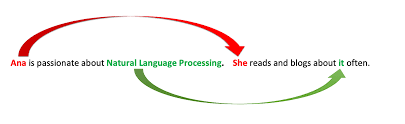 Ana is passionate about Natural Language Processing. She reads and blogs about it often.